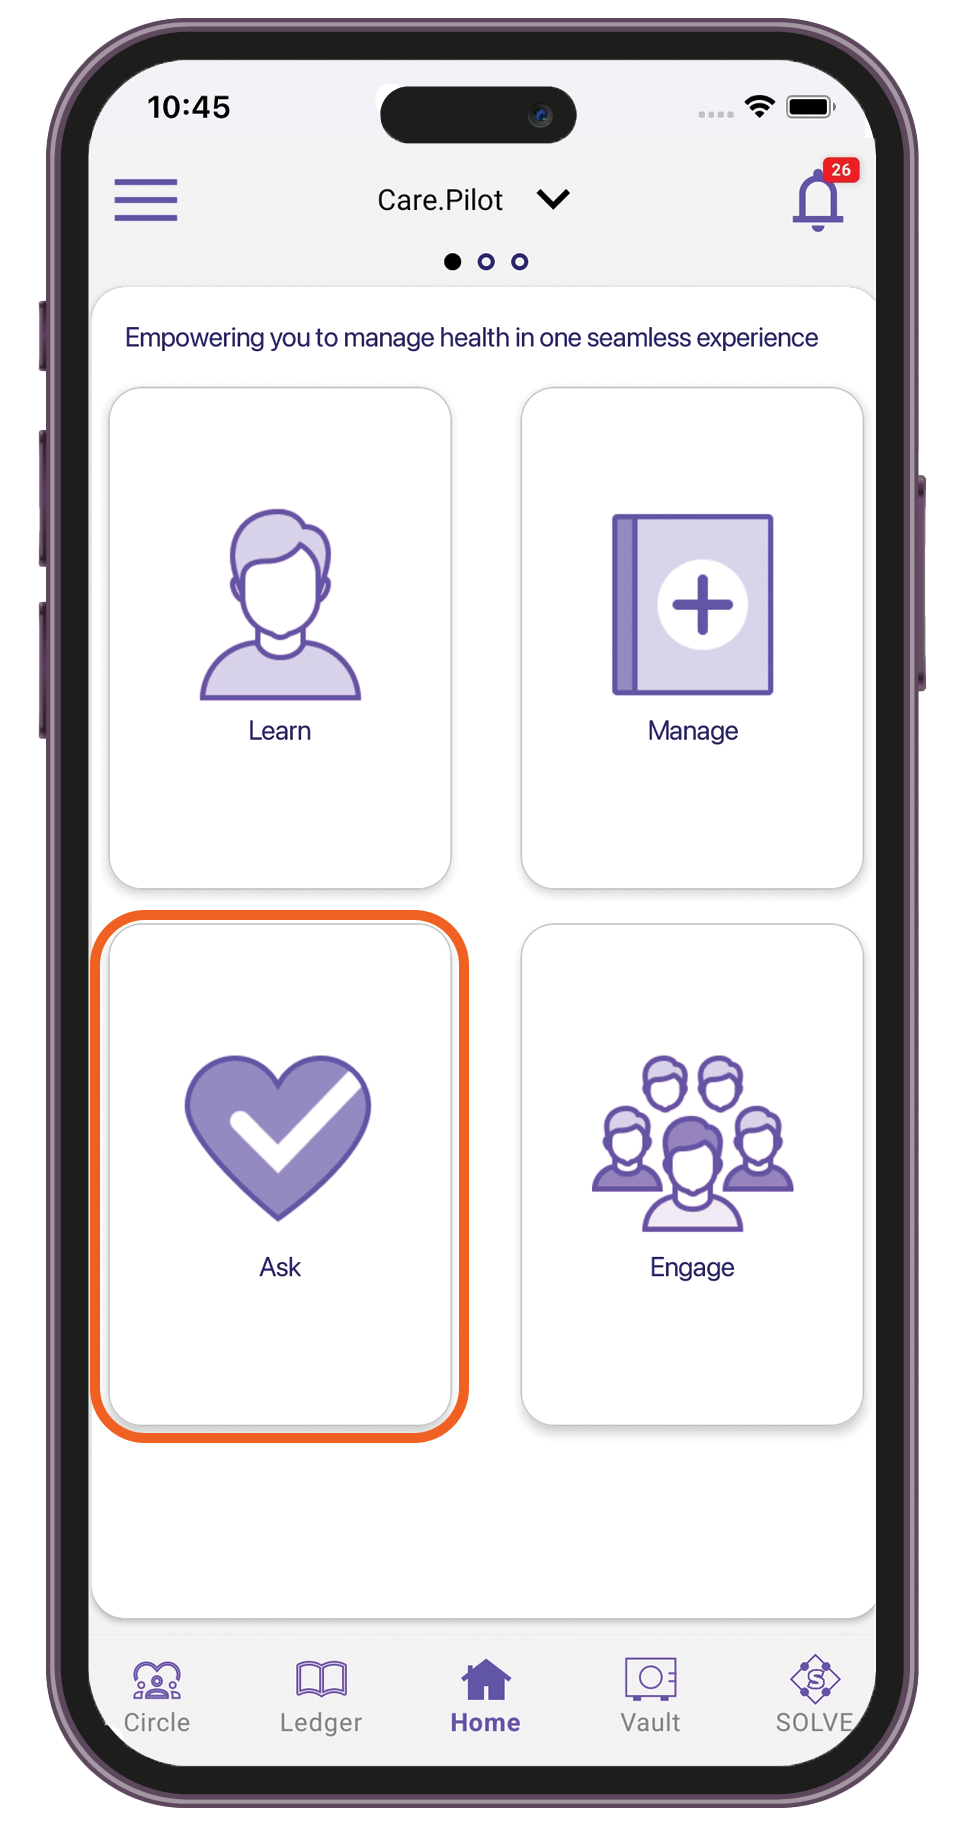 10:45
26
Care.Pilot
Empowering you to manage health in one seamless experience
Learn
Manage
Ask
Engage
S
Circle
Ledger
Home
Vault
SOLVE